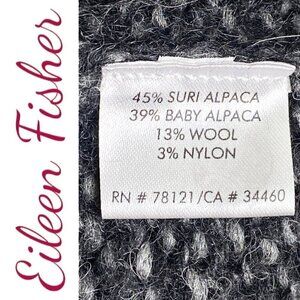 Eileen Fisher
45% SURI ALPACA
39% BABY ALPACA
13% WOOL
3% NYLON
RN # 78121/CA # 34460